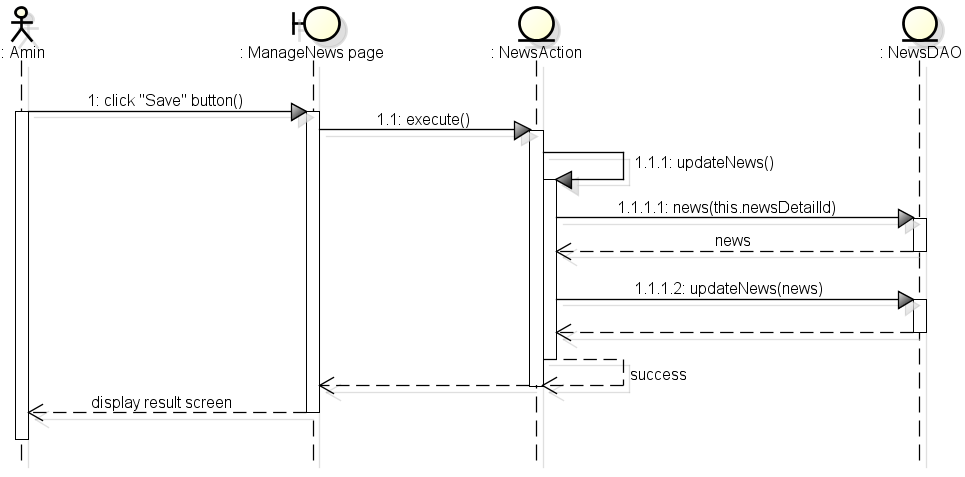 : Amin
: ManageNews page
: NewsAction
: NewsDAO
1: click "Save" button()
1.1: execute()
1.1.1: updateNews()
1.1.1.1: news(this.newsDetailId)
news
1.1.1.2: updateNews(news)
success
display result screen